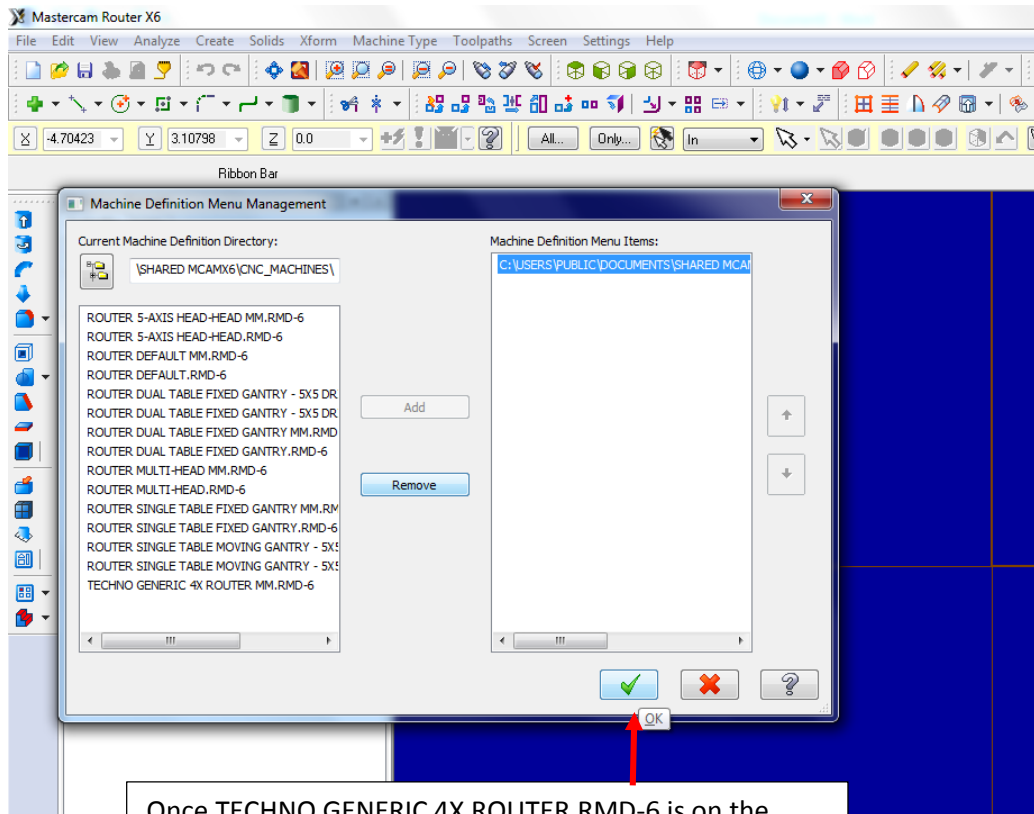 Mastercam Router X6
File Edit View Analyze Create Solids Xform Machine Type Toolpaths Screen Settings Help
X -4.70423 Y 3.10798 Z 0.0 All... Only... In
Ribbon Bar
Machine Definition Menu Management
Current Machine Definition Directory:
\SHARED MCAMX6\CNC_MACHINES\
ROUTER 5-AXIS HEAD-HEAD MM.RMD-6
ROUTER 5-AXIS HEAD-HEAD.RMD-6
ROUTER DEFAULT MM.RMD-6
ROUTER DEFAULT.RMD-6
ROUTER DUAL TABLE FIXED GANTRY - 5X5 DR
ROUTER DUAL TABLE FIXED GANTRY - 5X5 DR
ROUTER DUAL TABLE FIXED GANTRY MM.RMD
ROUTER DUAL TABLE FIXED GANTRY.RMD-6
ROUTER MULTI-HEAD MM.RMD-6
ROUTER MULTI-HEAD.RMD-6
ROUTER SINGLE TABLE FIXED GANTRY MM.RM
ROUTER SINGLE TABLE FIXED GANTRY.RMD-6
ROUTER SINGLE TABLE MOVING GANTRY - 5X5
ROUTER SINGLE TABLE MOVING GANTRY - 5X5
TECHNO GENERIC 4X ROUTER MM.RMD-6
Add
Remove
Machine Definition Menu Items:
C:\USERS\PUBLIC\DOCUMENTS\SHARED MCAM
OK
Once TECHNO GENERIC 4X ROUTER RMD-6 is on the